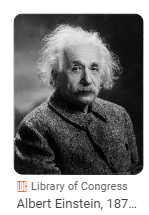 Library of Congress
Albert Einstein, 187...